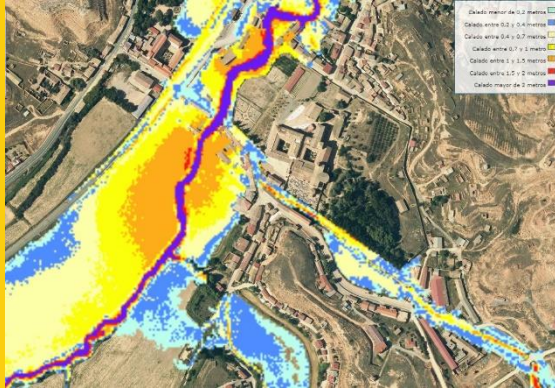 Calado menor de 0,2 metros
Calado entre 0,2 y 0,4 metros
Calado entre 0,4 y 0,7 metros
Calado entre 0,7 y 1 metro
Calado entre 1 y 1,5 metros
Calado entre 1,5 y 2 metros
Calado mayor de 2 metros